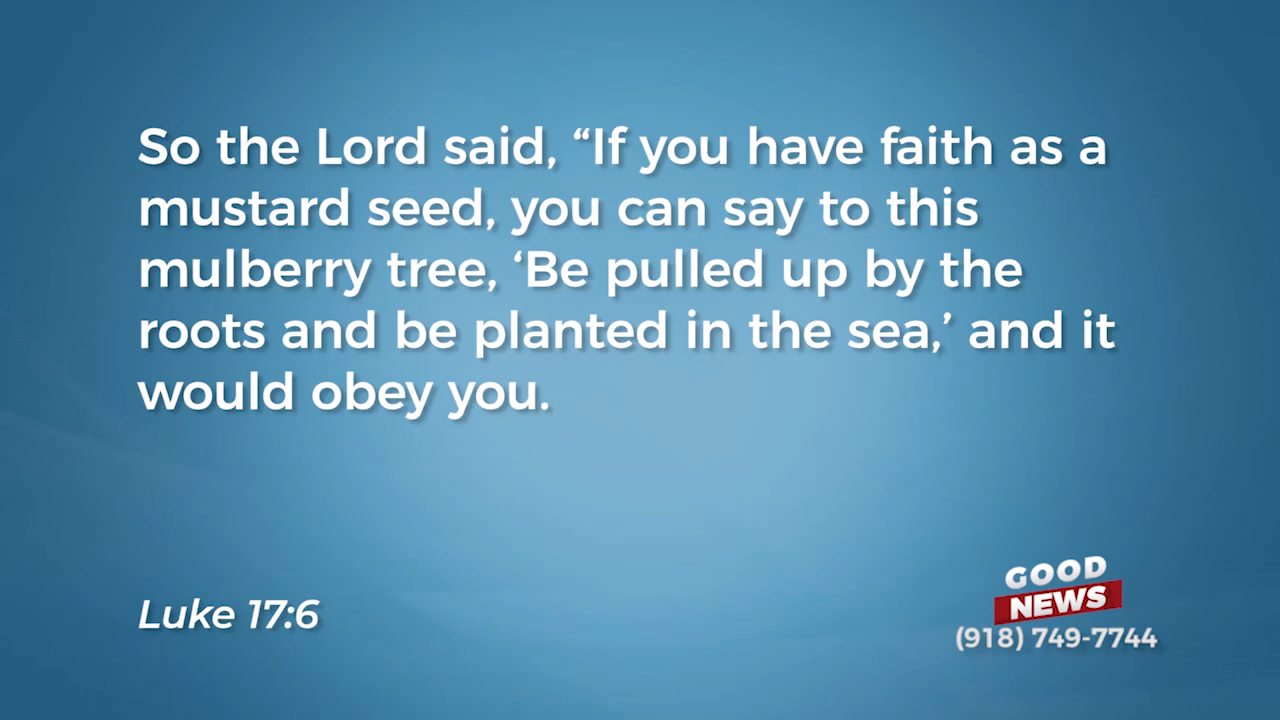 So the Lord said, “If you have faith as a
mustard seed, you can say to this
mulberry tree, ‘Be pulled up by the
roots and be planted in the sea,’ and it
would obey you.
Luke 17:6
GOOD
NEWS
(918) 749-7744